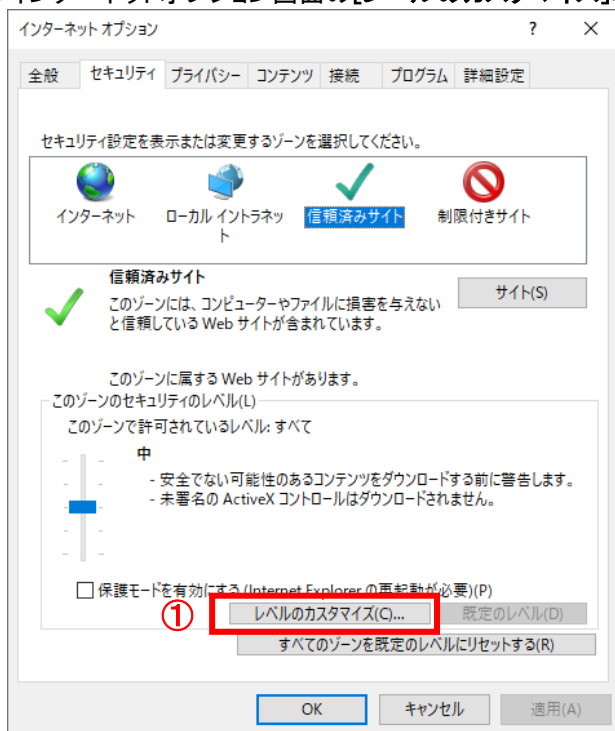 インターネット オプション ? ×
全般 セキュリティ プライバシー コンテンツ 接続 プログラム 詳細設定
セキュリティ設定を表示または変更するゾーンを選択してください。
インターネット ローカル イントラネッ 信頼済みサイト 制限付きサイト
ト
信頼済みサイト
サイト(S)
このゾーンには、コンピューターやファイルに損害を与えない
と信頼している Web サイトが含まれています。
このゾーンに属する Web サイトがあります。
このゾーンのセキュリティのレベル(L)
このゾーンで許可されているレベル: すべて
中
- 安全でない可能性のあるコンテンツをダウンロードする前に警告します。
- 未署名の ActiveX コントロールはダウンロードされません。
保護モードを有効にする (Internet Explorer の再起動が必要)(P)
① レベルのカスタマイズ(C)... 既定のレベル(D)
すべてのゾーンを既定のレベルにリセットする(R)
OK キャンセル 適用(A)